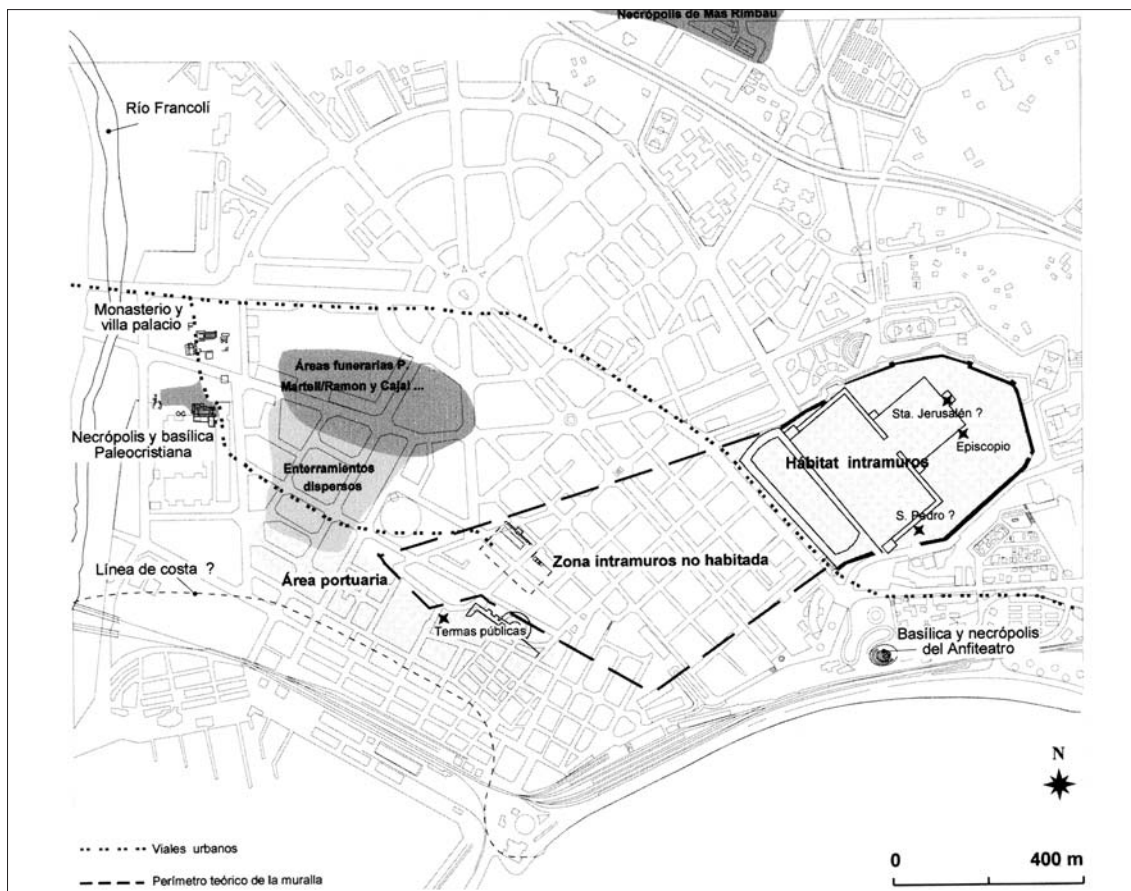 Necrópolis de Mas Rimbau
Río Francolí
Monasterio y
villa palacio
Áreas funerarias P.
Martell/Ramon y Cajal ...
Necrópolis y basílica
Paleocristiana
Enterramientos
dispersos
Sta. Jerusalén ?
Episcopio
Hábitat intramuros
S. Pedro ?
Línea de costa ?
Área portuaria
Zona intramuros no habitada
Termas públicas
Basílica y necrópolis
del Anfiteatro
N
Viales urbanos
Perímetro teórico de la muralla
0 400 m